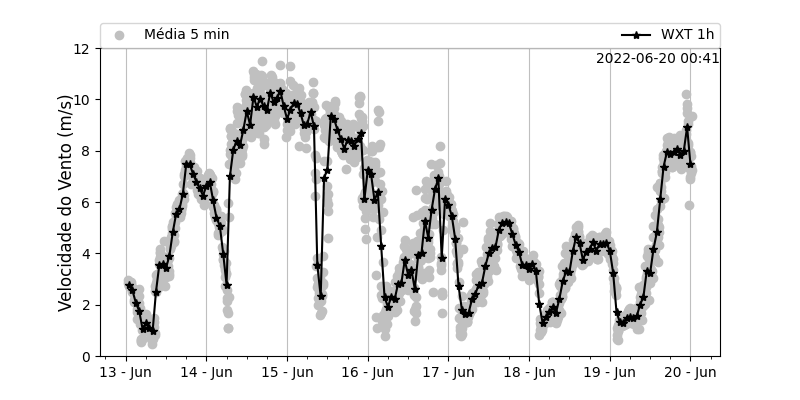 Média 5 min WXT 1h
2022-06-20 00:41
Velocidade do Vento (m/s)
12
10
8
6
4
2
0
13 - Jun 14 - Jun 15 - Jun 16 - Jun 17 - Jun 18 - Jun 19 - Jun 20 - Jun